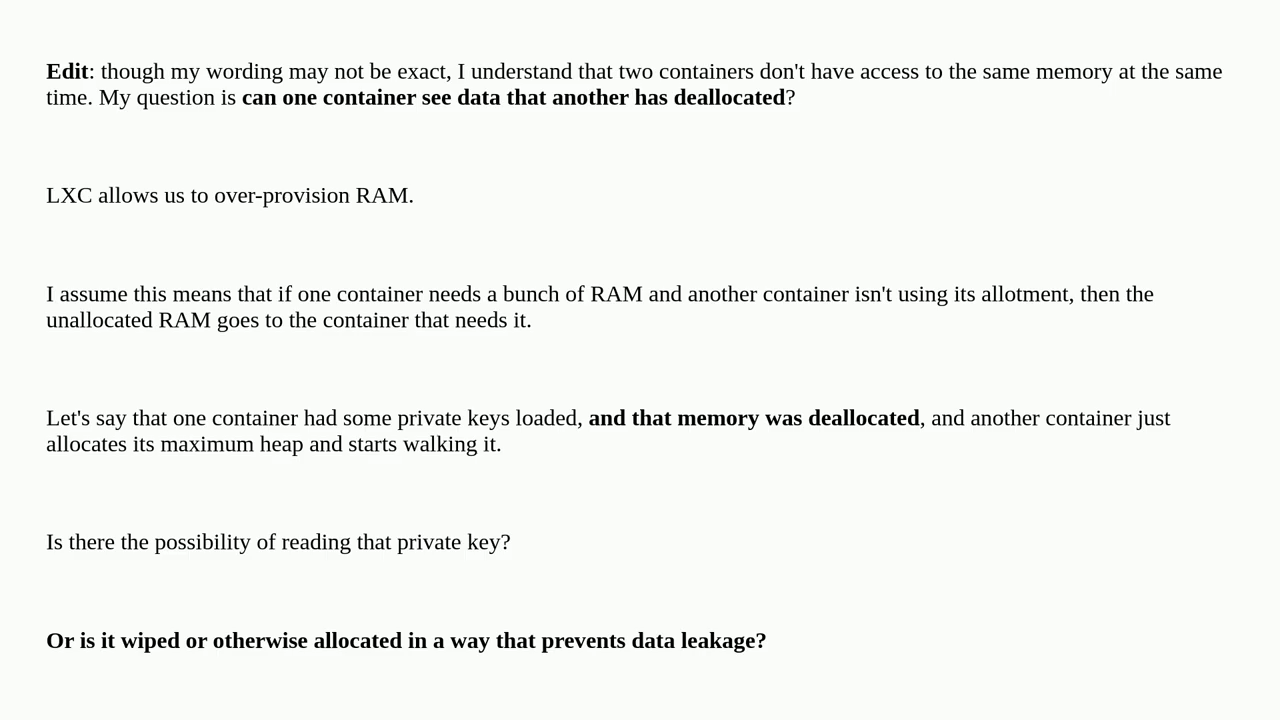 Edit: though my wording may not be exact, I understand that two containers don't have access to the same memory at the same
time. My question is can one container see data that another has deallocated?
LXC allows us to over-provision RAM.
I assume this means that if one container needs a bunch of RAM and another container isn't using its allotment, then the
unallocated RAM goes to the container that needs it.
Let's say that one container had some private keys loaded, and that memory was deallocated, and another container just
allocates its maximum heap and starts walking it.
Is there the possibility of reading that private key?
Or is it wiped or otherwise allocated in a way that prevents data leakage?